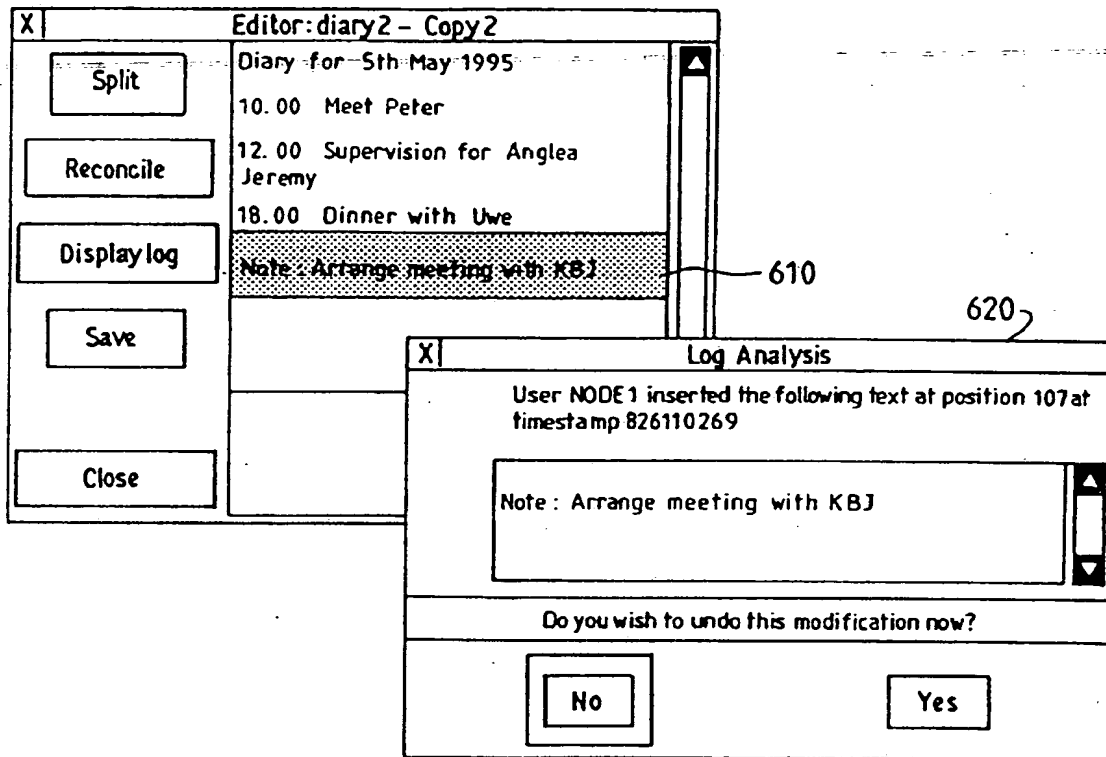 X Editor:diary2 - Copy2
Split
Reconcile
Display log
Save
Close
Diary for 5th May 1995
10.00 Meet Peter
12.00 Supervision for Anglea
Jeremy
18.00 Dinner with Uwe
Note : Arrange meeting with KBJ
610
620
X Log Analysis
User NODE1 inserted the following text at position 107 at
timestamp 826110269
Note : Arrange meeting with KBJ
Do you wish to undo this modification now?
No
Yes